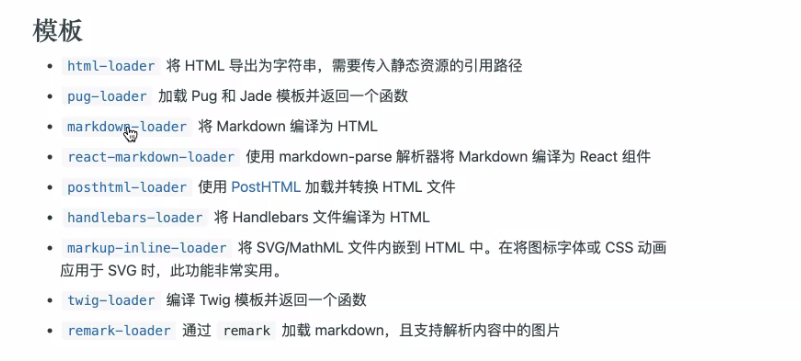 模板
html-loader 将 HTML 导出为字符串，需要传入静态资源的引用路径
pug-loader 加载 Pug 和 Jade 模板并返回一个函数
markdown-loader 将 Markdown 编译为 HTML
react-markdown-loader 使用 markdown-parse 解析器将 Markdown 编译为 React 组件
posthtml-loader 使用 PostHTML 加载并转换 HTML 文件
handlebars-loader 将 Handlebars 文件编译为 HTML
markup-inline-loader 将 SVG/MathML 文件内嵌到 HTML 中。在将图标字体或 CSS 动画
应用于 SVG 时，此功能非常实用。
twig-loader 编译 Twig 模板并返回一个函数
remark-loader 通过 remark 加载 markdown，且支持解析内容中的图片